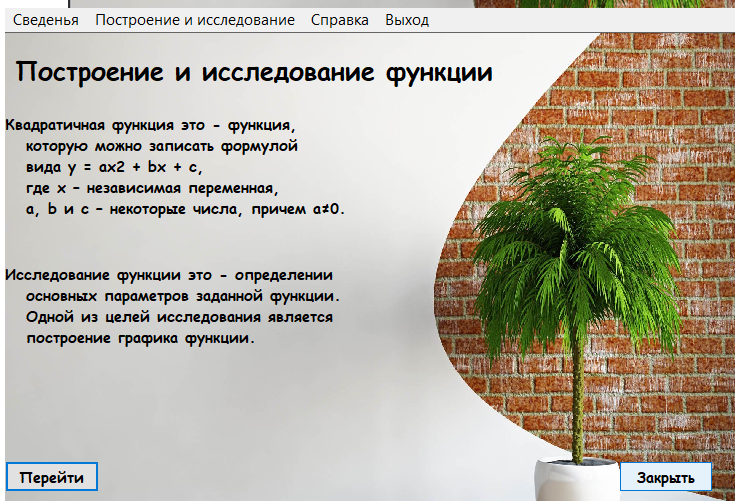 Сведенья Построение и исследование Справка Выход
Построение и исследование функции
Квадратичная функция это - функция,
которую можно записать формулой
вида y = ax2 + bx + c,
где x – независимая переменная,
a, b и c – некоторые числа, причем a≠0.
Исследование функции это - определении
основных параметров заданной функции.
Одной из целей исследования является
построение графика функции.
Перейти Закрыть